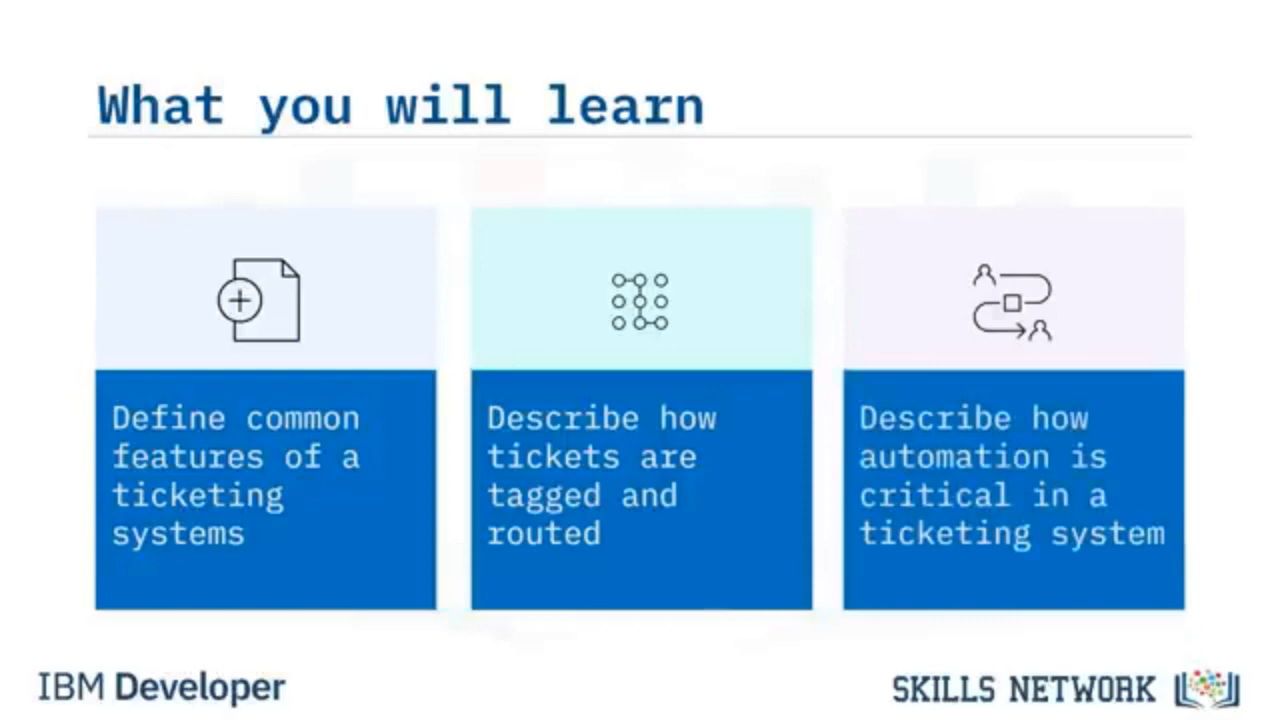 What you will learn
Define common
features of a
ticketing
systems
Describe how
tickets are
tagged and
routed
Describe how
automation is
critical in a
ticketing system
IBM Developer
SKILLS NETWORK